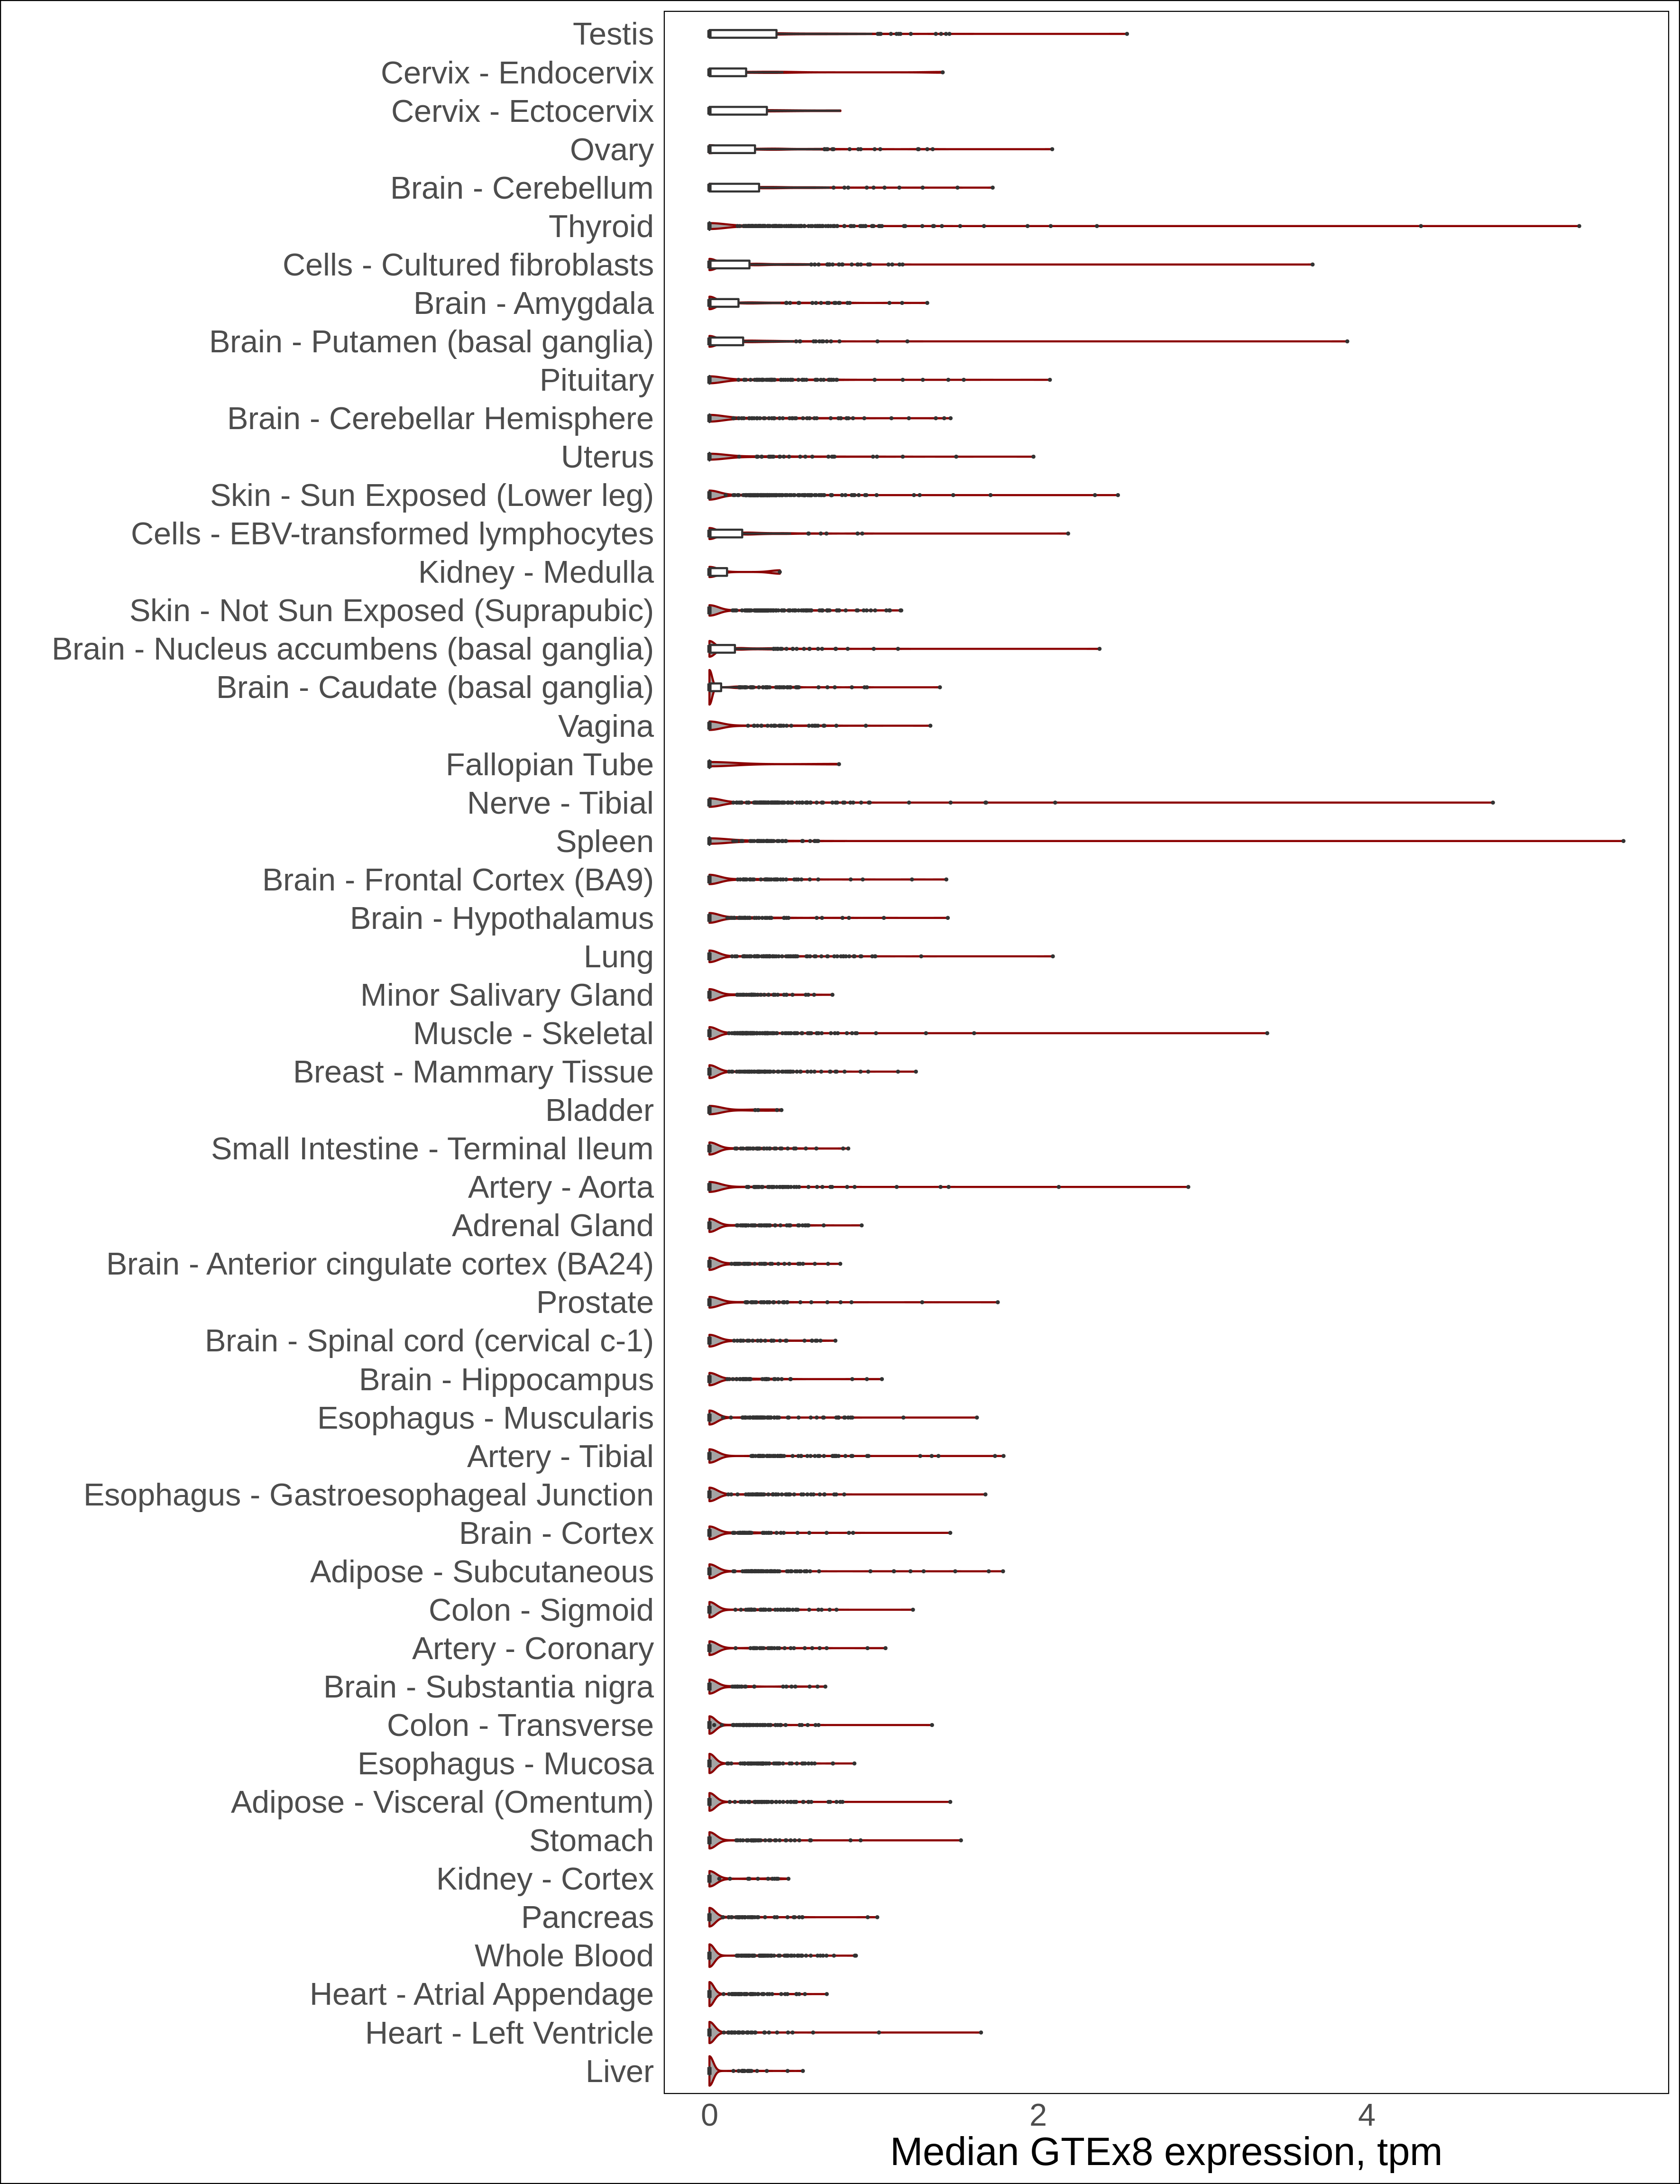 Testis
Cervix - Endocervix
Cervix - Ectocervix
Ovary
Brain - Cerebellum
Thyroid
Cells - Cultured fibroblasts
Brain - Amygdala
Brain - Putamen (basal ganglia)
Pituitary
Brain - Cerebellar Hemisphere
Uterus
Skin - Sun Exposed (Lower leg)
Cells - EBV-transformed lymphocytes
Kidney - Medulla
Skin - Not Sun Exposed (Suprapubic)
Brain - Nucleus accumbens (basal ganglia)
Brain - Caudate (basal ganglia)
Vagina
Fallopian Tube
Nerve - Tibial
Spleen
Brain - Frontal Cortex (BA9)
Brain - Hypothalamus
Lung
Minor Salivary Gland
Muscle - Skeletal
Breast - Mammary Tissue
Bladder
Small Intestine - Terminal Ileum
Artery - Aorta
Adrenal Gland
Brain - Anterior cingulate cortex (BA24)
Prostate
Brain - Spinal cord (cervical c-1)
Brain - Hippocampus
Esophagus - Muscularis
Artery - Tibial
Esophagus - Gastroesophageal Junction
Brain - Cortex
Adipose - Subcutaneous
Colon - Sigmoid
Artery - Coronary
Brain - Substantia nigra
Colon - Transverse
Esophagus - Mucosa
Adipose - Visceral (Omentum)
Stomach
Kidney - Cortex
Pancreas
Whole Blood
Heart - Atrial Appendage
Heart - Left Ventricle
Liver
0 2 4
Median GTEx8 expression, tpm